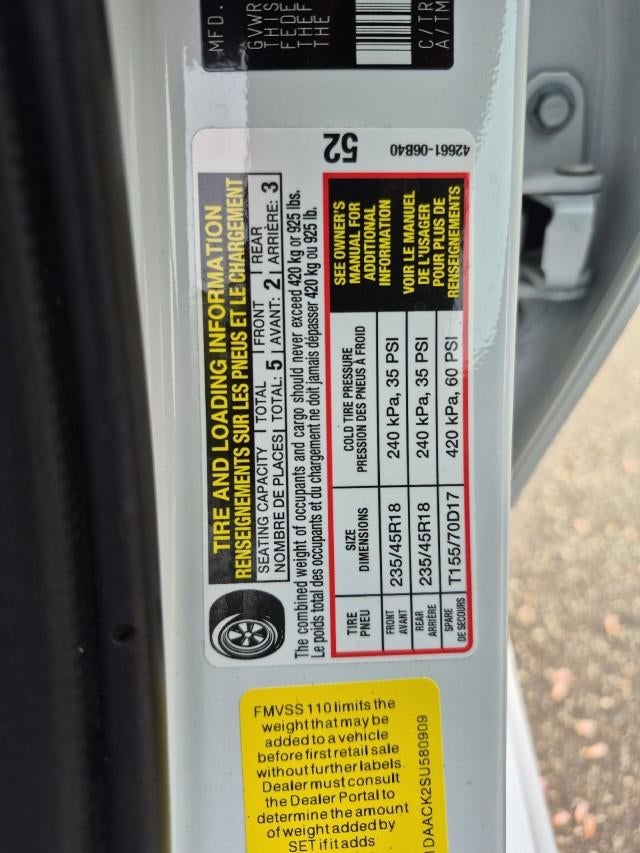 MFD.
GVWR
THIS
FEDE
THEF
THE
C/TR
A/TM
52
42661-06B40
TIRE AND LOADING INFORMATION
RENSEIGNEMENTS SUR LES PNEUS ET LE CHARGEMENT
SEATING CAPACITY | TOTAL | FRONT | REAR
NOMBRE DE PLACES | TOTAL: 5 | AVANT: 2 | ARRIÈRE: 3
The combined weight of occupants and cargo should never exceed 420 kg or 925 lbs.
Le poids total des occupants et du chargement ne doit jamais dépasser 420 kg ou 925 lb.
TIRE SIZE COLD TIRE PRESSURE
PNEU DIMENSIONS PRESSION DES PNEUS À FROID
FRONT
AVANT 235/45R18 240 kPa, 35 PSI
REAR
ARRIÈRE 235/45R18 240 kPa, 35 PSI
SPARE
DE SECOURS T155/70D17 420 kPa, 60 PSI
SEE OWNER'S
MANUAL FOR
ADDITIONAL
INFORMATION
VOIR LE MANUEL
DE L'USAGER
POUR PLUS DE
RENSEIGNEMENTS
FMVSS 110 limits the
weight that may be
added to a vehicle
before first retail sale
without further labels.
Dealer must consult
the Dealer Portal to
determine the amount
of weight added by
SET if it adds
DAACK2SU580909